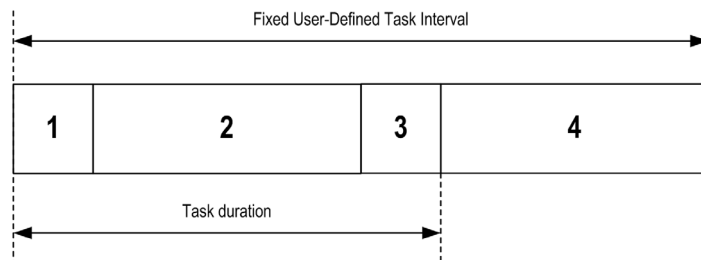 Fixed User-Defined Task Interval
1 2 3 4
Task duration